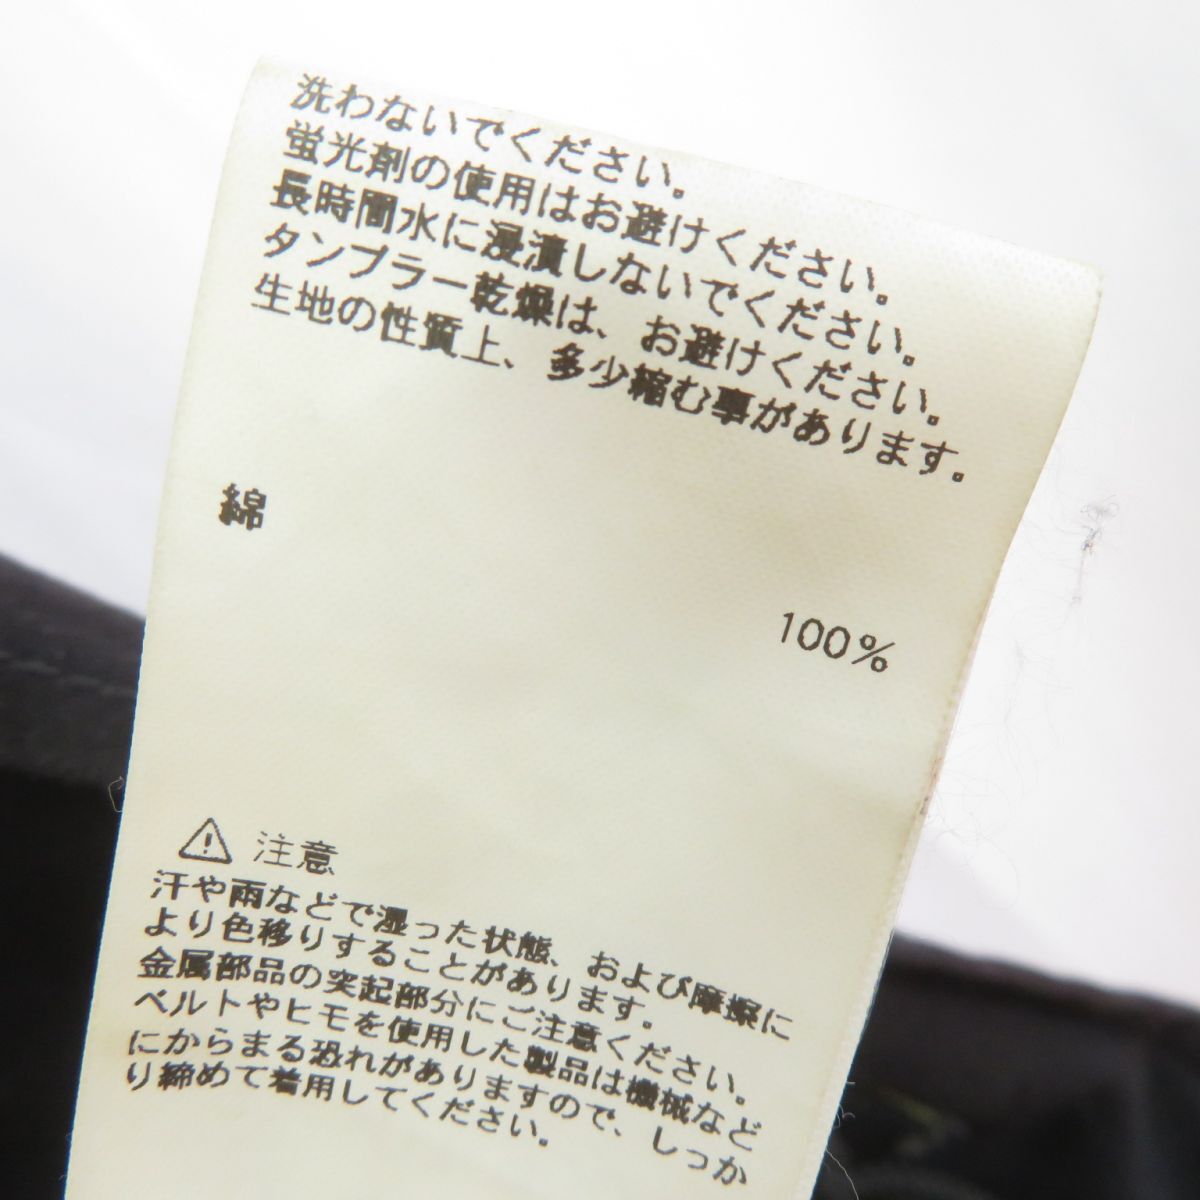 洗わないでください。
蛍光剤の使用はお避けください。
長時間水に浸漬しないでください。
タンブラー乾燥は、お避けください。
生地の性質上、多少縮む事があります。
綿
100%
注意
汗や雨などで湿った状態、および摩擦に
より色移りすることがあります。
金属部品の突起部分にご注意ください。
ベルトやヒモを使用した製品は機械など
にからまる恐れがありますので、しっか
り締めて着用してください。